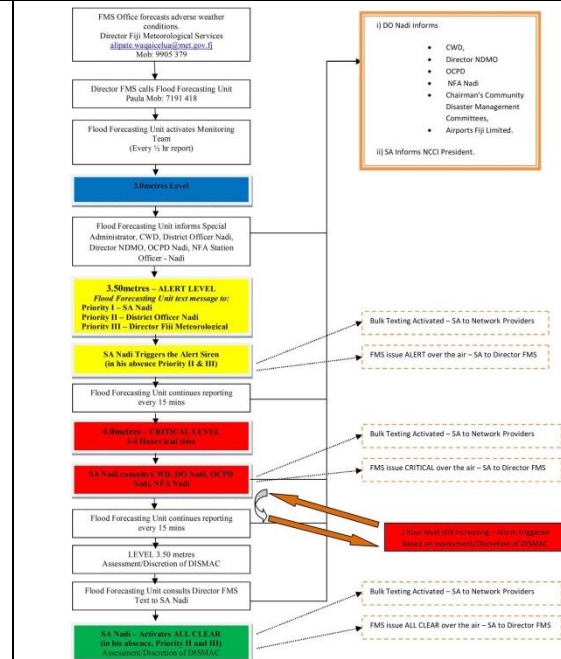 FMS Office forecasts adverse weather
conditions.
Director Fiji Meteorological Services
alipate.waqaicelua@met.gov.fj
Mob: 9905 379
Director FMS calls Flood Forecasting Unit
Paula Mob: 7191 418
Flood Forecasting Unit activates Monitoring
Team
(Every ½ hr report)
3.0metres Level
Flood Forecasting Unit informs Special
Administrator, CWD, District Officer Nadi,
Director NDMO, OCPD Nadi, NFA Station
Officer - Nadi
3.50metres – ALERT LEVEL
Flood Forecasting Unit text message to:
Priority I – SA Nadi
Priority II – District Officer Nadi
Priority III – Director Fiji Meteorological
SA Nadi Triggers the Alert Siren
(in his absence Priority II & III)
Flood Forecasting Unit continues reporting
every 15 mins
4.0metres – CRITICAL LEVEL
3-4 Hours lead time
SA Nadi consults CWD, DO Nadi, OCPD
Nadi, NFA Nadi
Flood Forecasting Unit continues reporting
every 15 mins
LEVEL 3.50 metres
Assessment/Discretion of DISMAC
Flood Forecasting Unit consults Director FMS
Text to SA Nadi
SA Nadi – Activates ALL CLEAR
(in his absence, Priority II and III)
Assessment/Discretion of DISMAC
i) DO Nadi informs
• CWD,
• Director NDMO
• OCPD
• NFA Nadi
• Chairman's Community
Disaster Management
Committees,
• Airports Fiji Limited.
ii) SA Informs NCCI President.
Bulk Texting Activated – SA to Network Providers
FMS issue ALERT over the air – SA to Director FMS
Bulk Texting Activated – SA to Network Providers
FMS issue CRITICAL over the air – SA to Director FMS
hour level still increasing – Alarm triggered
based on assessment/Discretion of DISMAC
Bulk Texting Activated – SA to Network Providers
FMS issue ALL CLEAR over the air – SA to Director FMS